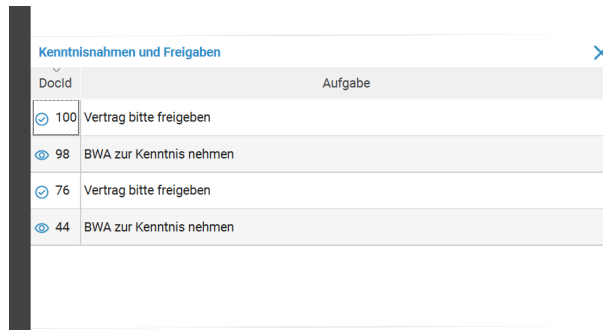 Kenntnisnahmen und Freigaben
DocId Aufgabe
100 Vertrag bitte freigeben
98 BWA zur Kenntnis nehmen
76 Vertrag bitte freigeben
44 BWA zur Kenntnis nehmen